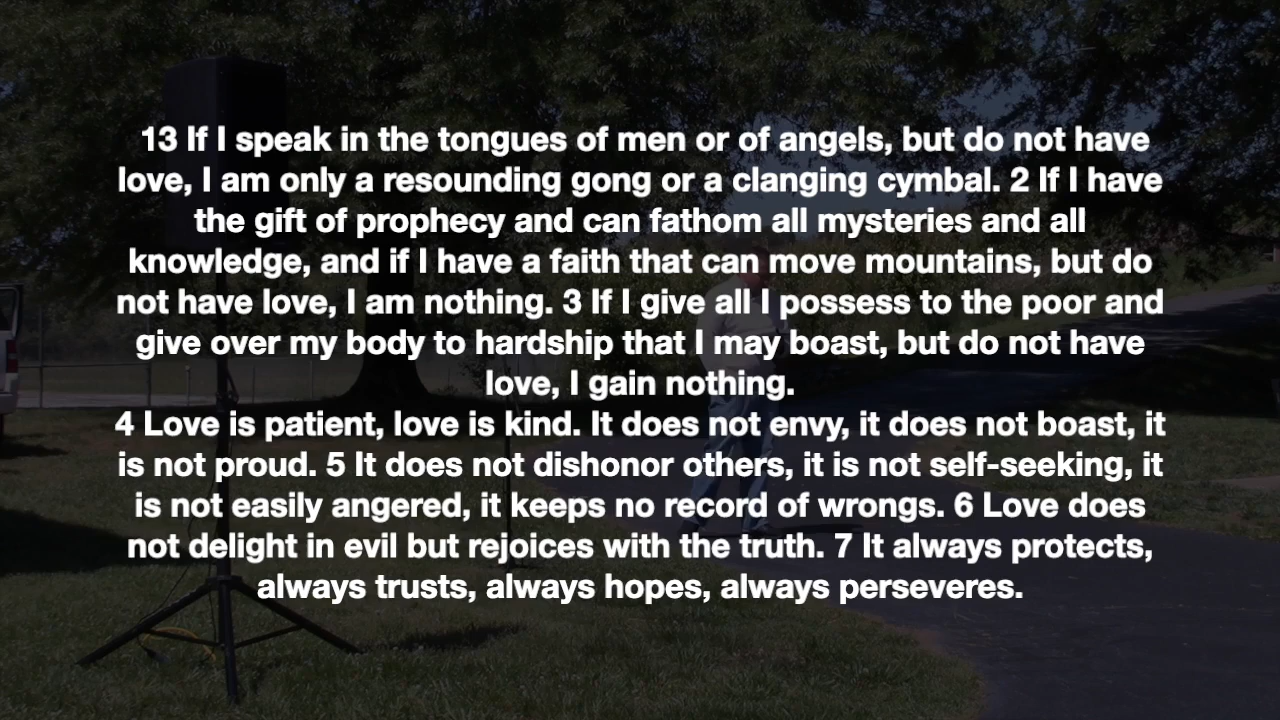 13 If I speak in the tongues of men or of angels, but do not have
love, I am only a resounding gong or a clanging cymbal. 2 If I have
the gift of prophecy and can fathom all mysteries and all
knowledge, and if I have a faith that can move mountains, but do
not have love, I am nothing. 3 If I give all I possess to the poor and
give over my body to hardship that I may boast, but do not have
love, I gain nothing.
4 Love is patient, love is kind. It does not envy, it does not boast, it
is not proud. 5 It does not dishonor others, it is not self-seeking, it
is not easily angered, it keeps no record of wrongs. 6 Love does
not delight in evil but rejoices with the truth. 7 It always protects,
always trusts, always hopes, always perseveres.